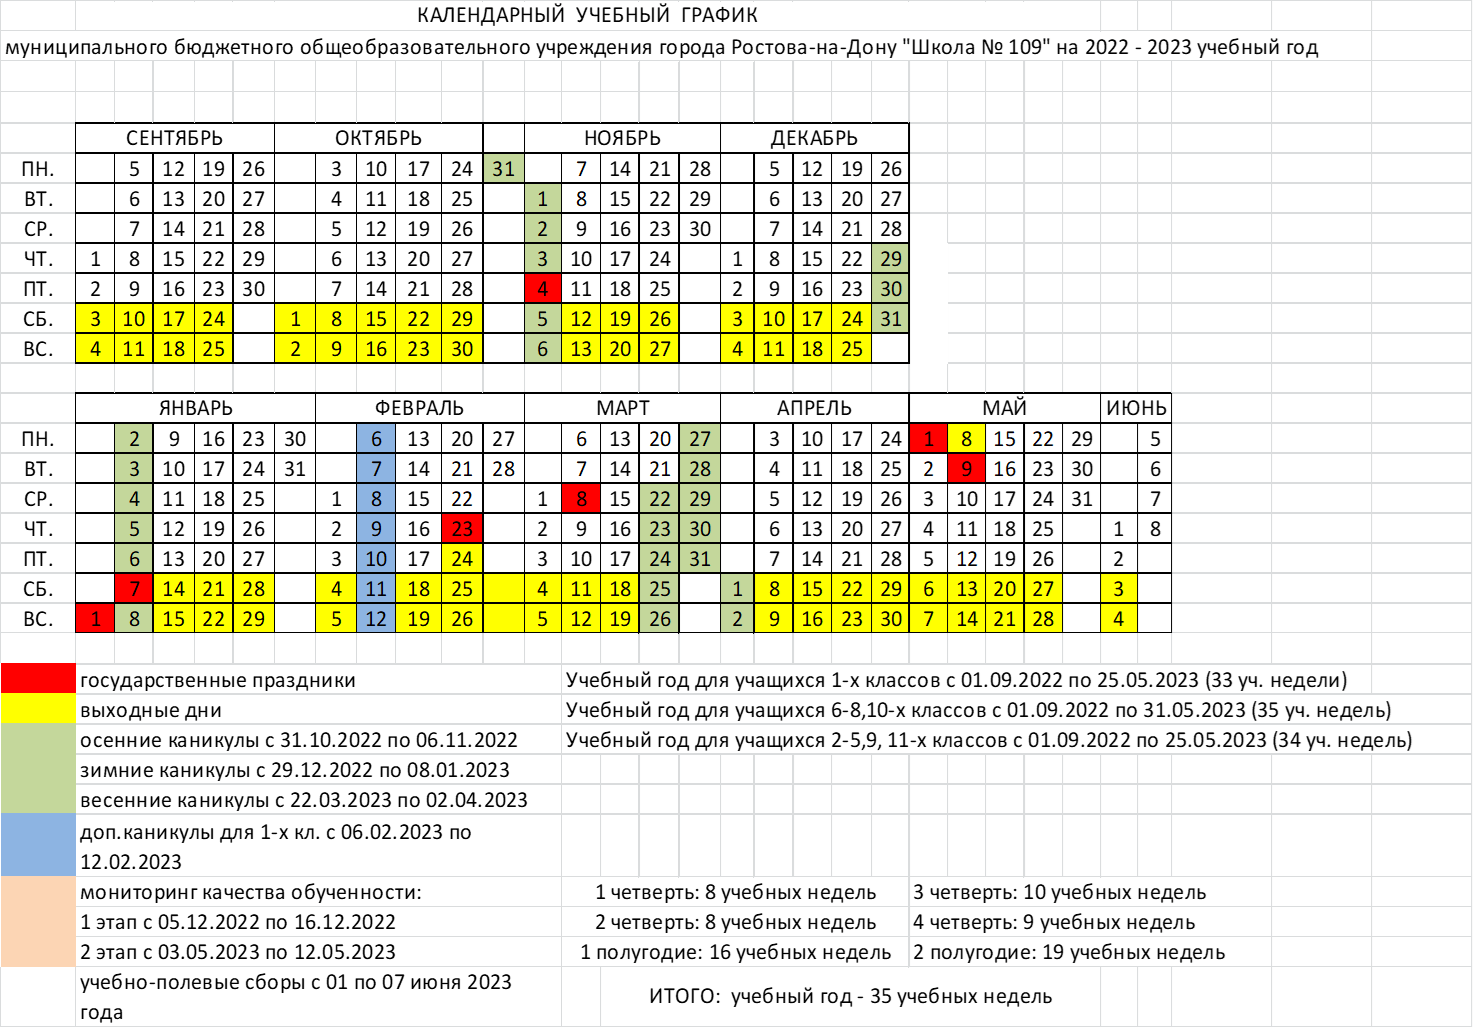 КАЛЕНДАРНЫЙ УЧЕБНЫЙ ГРАФИК
муниципального бюджетного общеобразовательного учреждения города Ростова-на-Дону "Школа № 109" на 2022 - 2023 учебный год
СЕНТЯБРЬ ОКТЯБРЬ НОЯБРЬ ДЕКАБРЬ
ПН. 5 12 19 26 3 10 17 24 31 7 14 21 28 5 12 19 26
ВТ. 6 13 20 27 4 11 18 25 1 8 15 22 29 6 13 20 27
СР. 7 14 21 28 5 12 19 26 2 9 16 23 30 7 14 21 28
ЧТ. 1 8 15 22 29 6 13 20 27 3 10 17 24 1 8 15 22 29
ПТ. 2 9 16 23 30 7 14 21 28 4 11 18 25 2 9 16 23 30
СБ. 3 10 17 24 1 8 15 22 29 5 12 19 26 3 10 17 24 31
ВС. 4 11 18 25 2 9 16 23 30 6 13 20 27 4 11 18 25
ЯНВАРЬ ФЕВРАЛЬ МАРТ АПРЕЛЬ МАЙ ИЮНЬ
ПН. 2 9 16 23 30 6 13 20 27 6 13 20 27 3 10 17 24 1 8 15 22 29 5
ВТ. 3 10 17 24 31 7 14 21 28 7 14 21 28 4 11 18 25 2 9 16 23 30 6
СР. 4 11 18 25 1 8 15 22 1 8 15 22 29 5 12 19 26 3 10 17 24 31 7
ЧТ. 5 12 19 26 2 9 16 23 2 9 16 23 30 6 13 20 27 4 11 18 25 1 8
ПТ. 6 13 20 27 3 10 17 24 3 10 17 24 31 7 14 21 28 5 12 19 26 2
СБ. 7 14 21 28 4 11 18 25 4 11 18 25 1 8 15 22 29 6 13 20 27 3
ВС. 1 8 15 22 29 5 12 19 26 5 12 19 26 2 9 16 23 30 7 14 21 28 4
государственные праздники Учебный год для учащихся 1-х классов с 01.09.2022 по 25.05.2023 (33 уч. недели)
выходные дни Учебный год для учащихся 6-8,10-х классов с 01.09.2022 по 31.05.2023 (35 уч. недель)
осенние каникулы с 31.10.2022 по 06.11.2022 Учебный год для учащихся 2-5,9, 11-х классов с 01.09.2022 по 25.05.2023 (34 уч. недель)
зимние каникулы с 29.12.2022 по 08.01.2023
весенние каникулы с 22.03.2023 по 02.04.2023
доп.каникулы для 1-х кл. с 06.02.2023 по
12.02.2023
мониторинг качества обученности: 1 четверть: 8 учебных недель 3 четверть: 10 учебных недель
1 этап с 05.12.2022 по 16.12.2022 2 четверть: 8 учебных недель 4 четверть: 9 учебных недель
2 этап с 03.05.2023 по 12.05.2023 1 полугодие: 16 учебных недель 2 полугодие: 19 учебных недель
учебно-полевые сборы с 01 по 07 июня 2023
года
ИТОГО: учебный год - 35 учебных недель